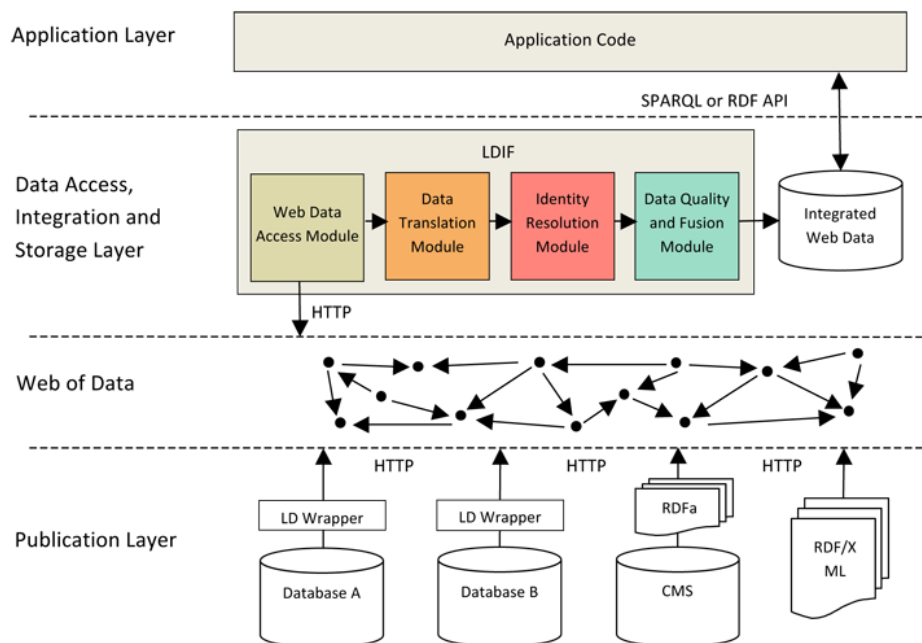 Application Layer
Application Code
SPARQL or RDF API
LDIF
Data Access,
Integration and
Storage Layer
Web Data
Access Module
Data
Translation
Module
Identity
Resolution
Module
Data Quality
and Fusion
Module
Integrated
Web Data
HTTP
Web of Data
HTTP
HTTP
HTTP
Publication Layer
LD Wrapper
Database A
LD Wrapper
Database B
RDFa
CMS
RDF/X
ML